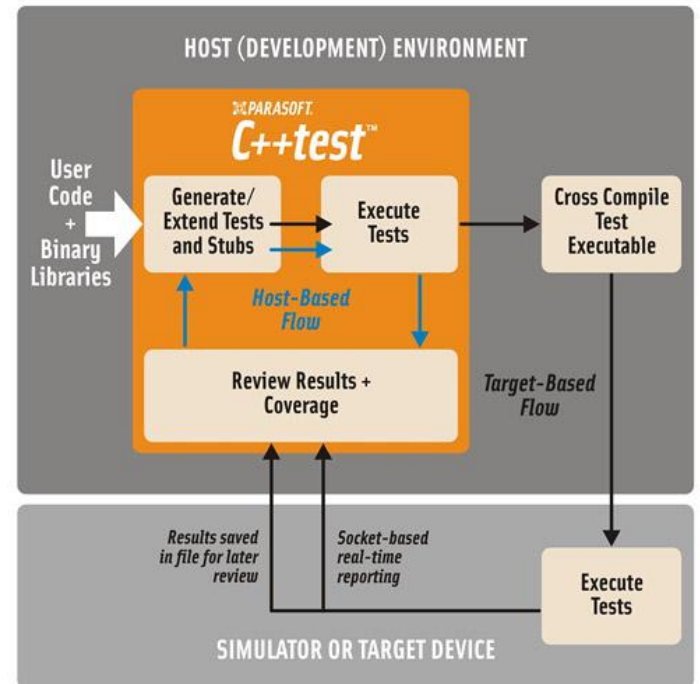 HOST (DEVELOPMENT) ENVIRONMENT
PARASOFT.
C++test™
User
Code
+
Binary
Libraries
Generate/
Extend Tests
and Stubs
Execute
Tests
Cross Compile
Test
Executable
Host-Based
Flow
Review Results +
Coverage
Target-Based
Flow
Results saved
in file for later
review
Socket-based
real-time
reporting
Execute
Tests
SIMULATOR OR TARGET DEVICE